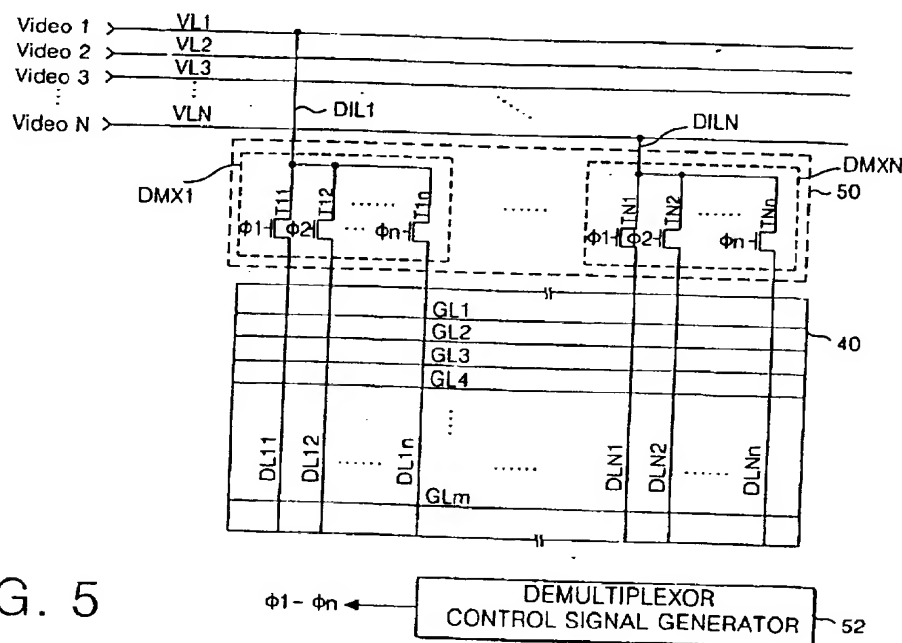 Video 1 VL1
Video 2 VL2
Video 3 VL3
Video N VLN
DIL1
DILN
DMX1
DMXN
50
T11 T12 ...... T1n
TN1 TN2 ...... TNn
Φ1 Φ2 ... Φn
Φ1 Φ2 Φn
GL1
GL2
GL3
GL4
40
DL11 DL12 ...... DL1n ...... DLN1 DLN2 ...... DLNn
GLm
G. 5
Φ1 - Φn
DEMULTIPLEXOR
CONTROL SIGNAL GENERATOR
52